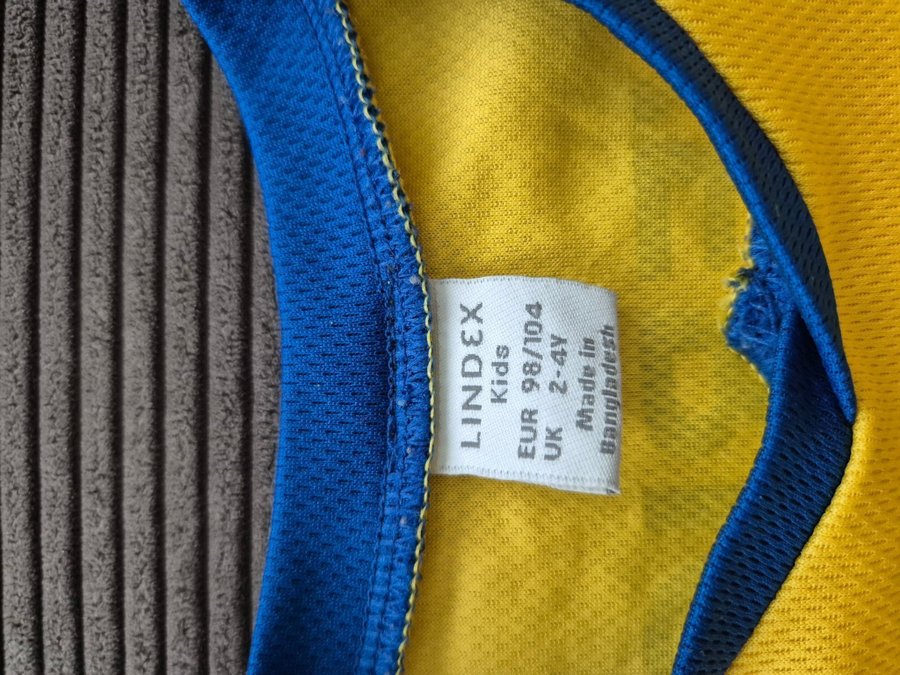 LINDEX
Kids
EUR 98/104
UK 2-4Y
Made in
Bangladesh